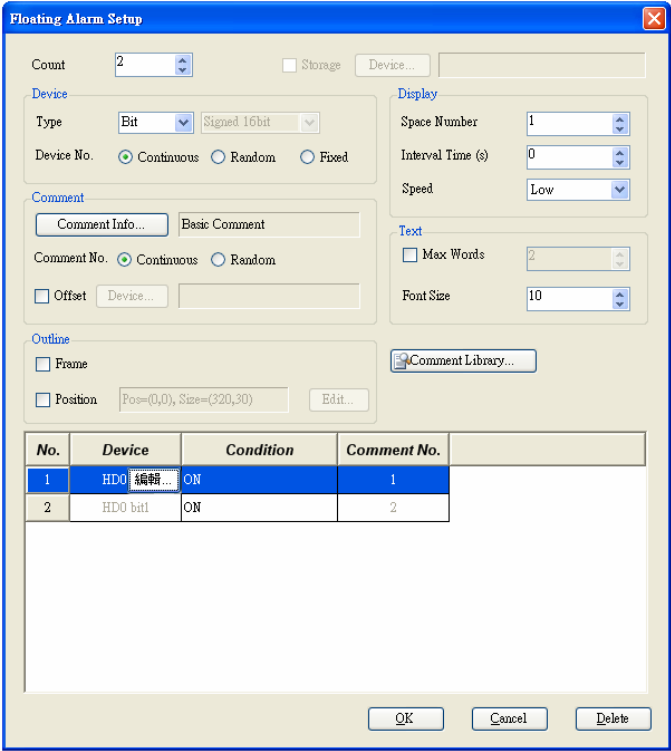 Floating Alarm Setup
Count 2 Storage Device...
Device
Type Bit Signed 16bit
Device No. Continuous Random Fixed
Display
Space Number 1
Interval Time (s) 0
Speed Low
Comment
Comment Info... Basic Comment
Comment No. Continuous Random
Offset Device...
Text
Max Words 2
Font Size 10
Outline
Frame
Position Pos=(0,0), Size=(320,30) Edit...
Comment Library...
No. Device Condition Comment No.
1 HD0 編輯... ON 1
2 HD0 bit1 ON 2
OK Cancel Delete